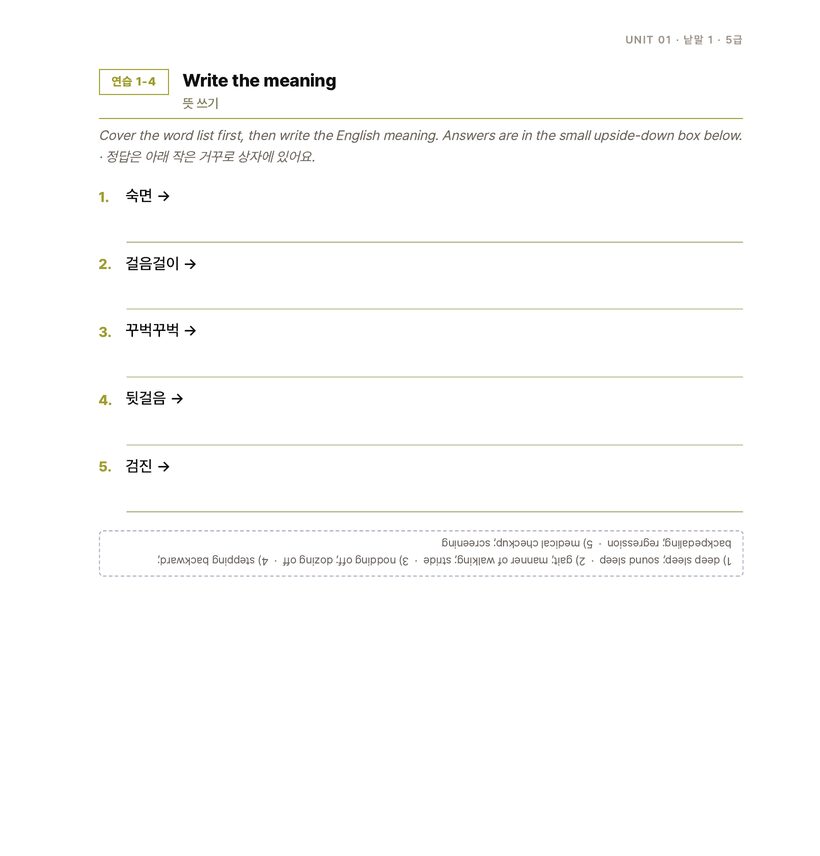 UNIT 01 · 낱말 1 · 5급
연습 1-4
Write the meaning
뜻 쓰기
Cover the word list first, then write the English meaning. Answers are in the small upside-down box below.
· 정답은 아래 작은 거꾸로 상자에 있어요.
1. 숙면 →
2. 걸음걸이 →
3. 꾸벅꾸벅 →
4. 뒷걸음 →
5. 검진 →
1) deep sleep; sound sleep · 2) gait; manner of walking; stride · 3) nodding off; dozing off · 4) stepping backward;
backpedaling; regression · 5) medical checkup; screening